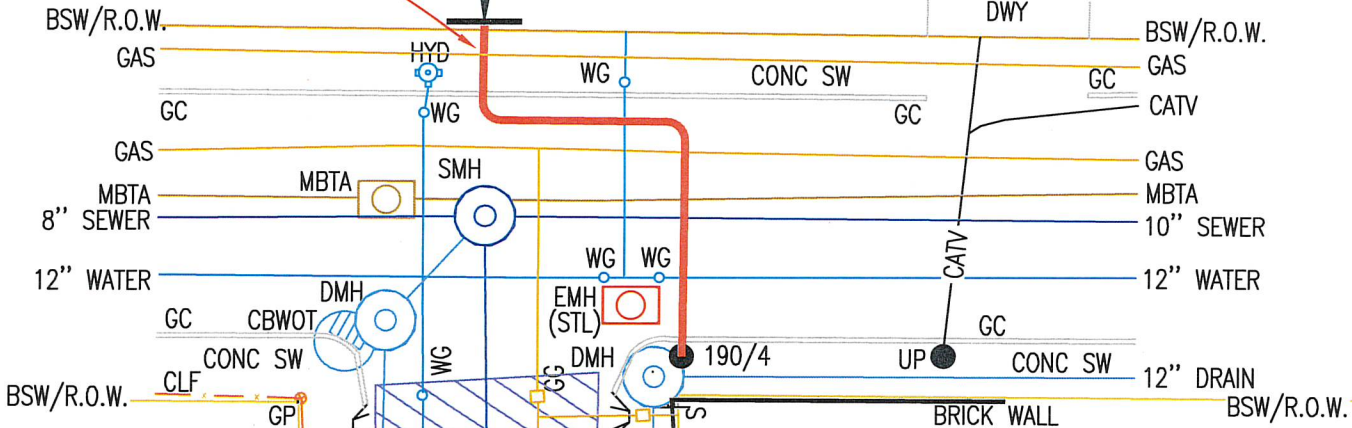 DWY
BSW/R.O.W.
BSW/R.O.W.
GAS
HYD
WG
CONC SW
GC
GAS
GC
WG
GC
CATV
GAS
GAS
MBTA
MBTA
SMH
MBTA
8" SEWER
10" SEWER
CATV
WG
WG
12" WATER
12" WATER
DMH
EMH
(STL)
GC
CBWOT
GC
CONC SW
WG
DMH
190/4
UP
CONC SW
GG
12" DRAIN
CLF
BSW/R.O.W.
GP
S
BRICK WALL
BSW/R.O.W.